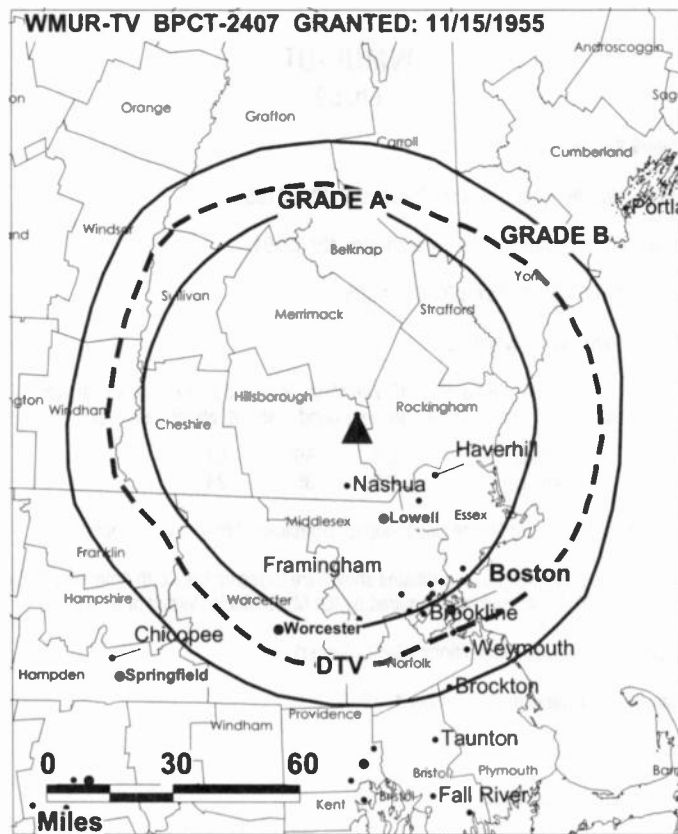 WMUR-TV BPCT-2407 GRANTED: 11/15/1955
Androscoggin
Orange
Grafton
Carroll
Cumberland
Portla
GRADE A
Windsor
GRADE B
Belknap
York
Sullivan
Strafford
Merrimack
Hillsborough
Rockingham
Windham
Cheshire
Haverhill
Nashua
Middlesex
Lowell
Essex
Franklin
Framingham
Boston
Hampshire
Worcester
Brookline
Chicopee
Worcester
Weymouth
Norfolk
DTV
Hampden
Springfield
Brockton
Providence
Windham
Taunton
0 30 60
Bristol
Plymouth
Kent
Bristol
Fall River
Miles